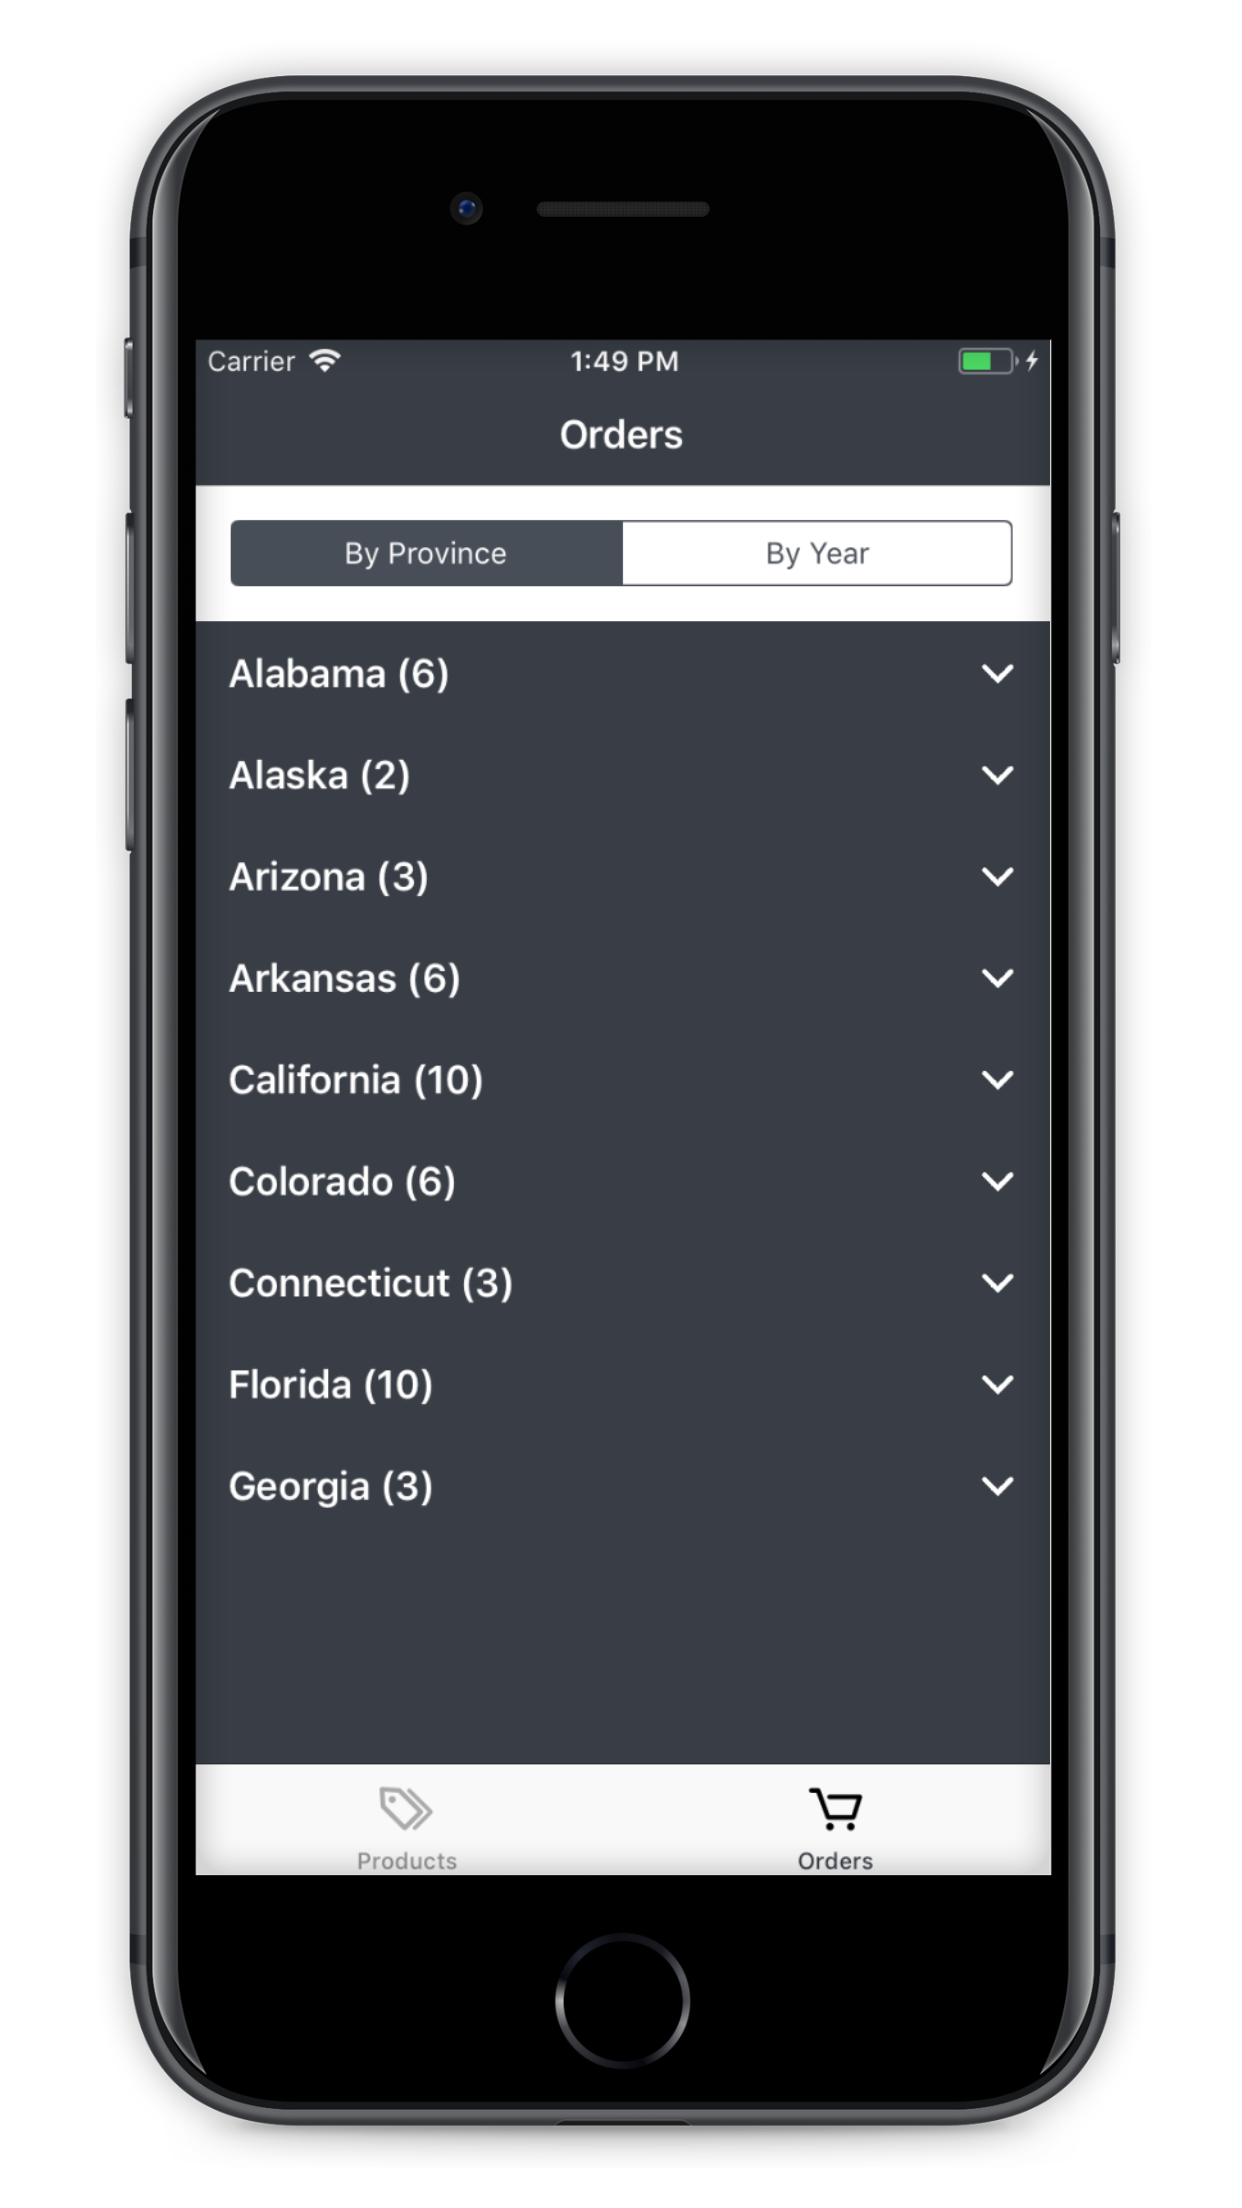 Carrier 1:49 PM
Orders
By Province By Year
Alabama (6)
Alaska (2)
Arizona (3)
Arkansas (6)
California (10)
Colorado (6)
Connecticut (3)
Florida (10)
Georgia (3)
Products Orders